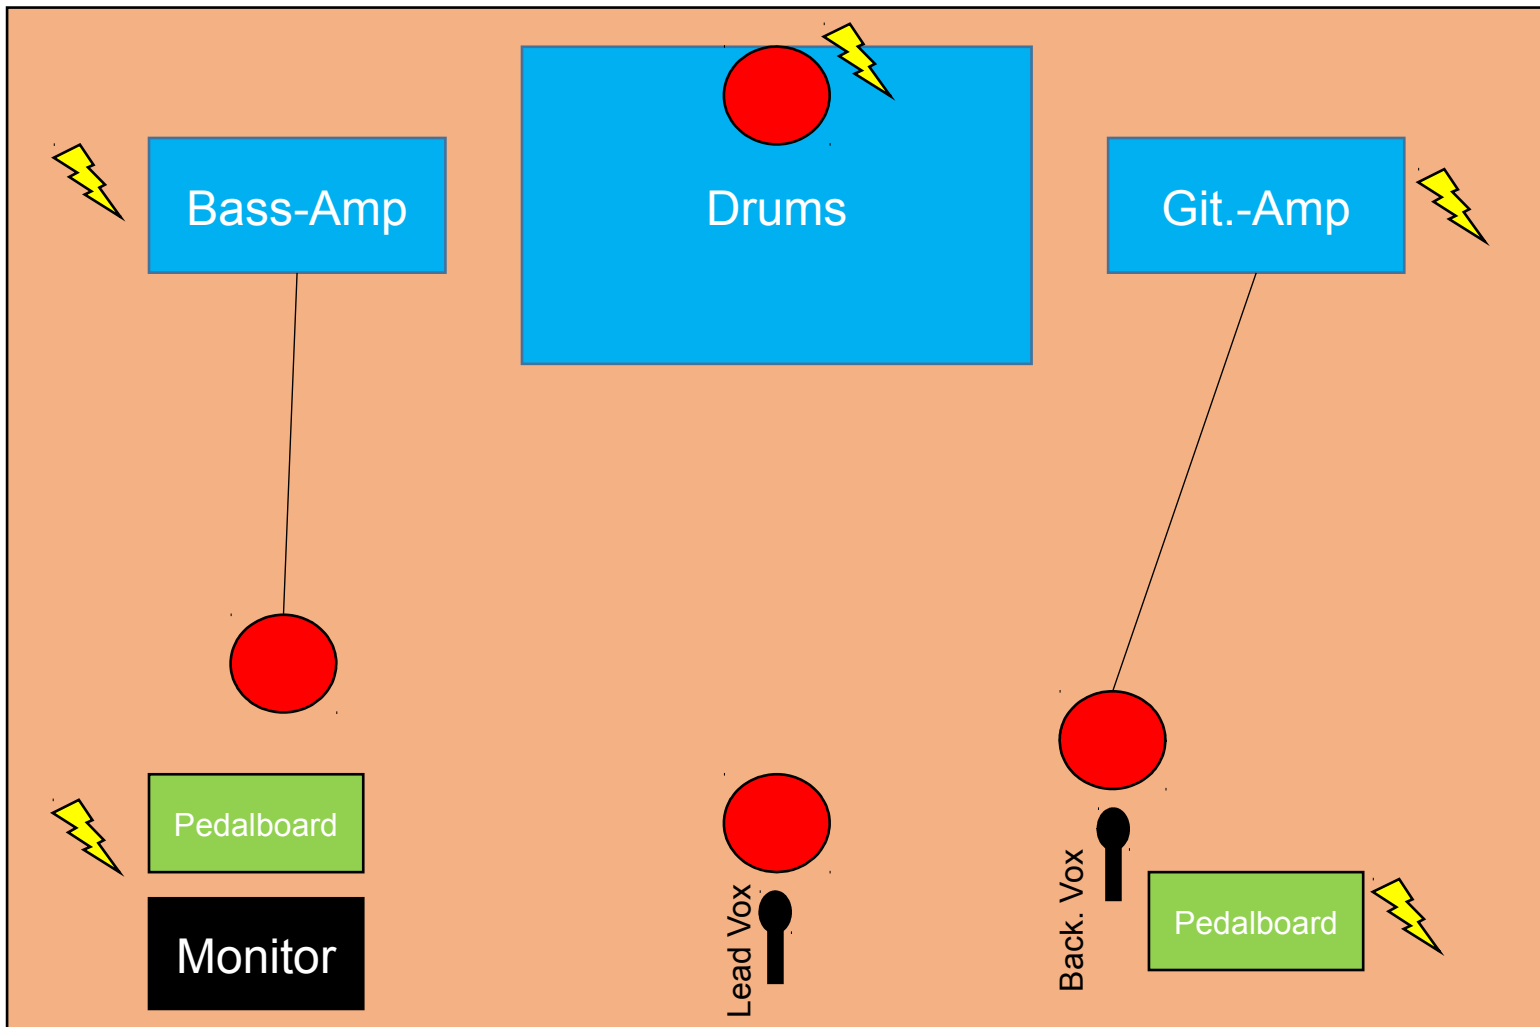 Bass-Amp
Drums
Git.-Amp
Pedalboard
Monitor
Lead Vox
Back. Vox
Pedalboard